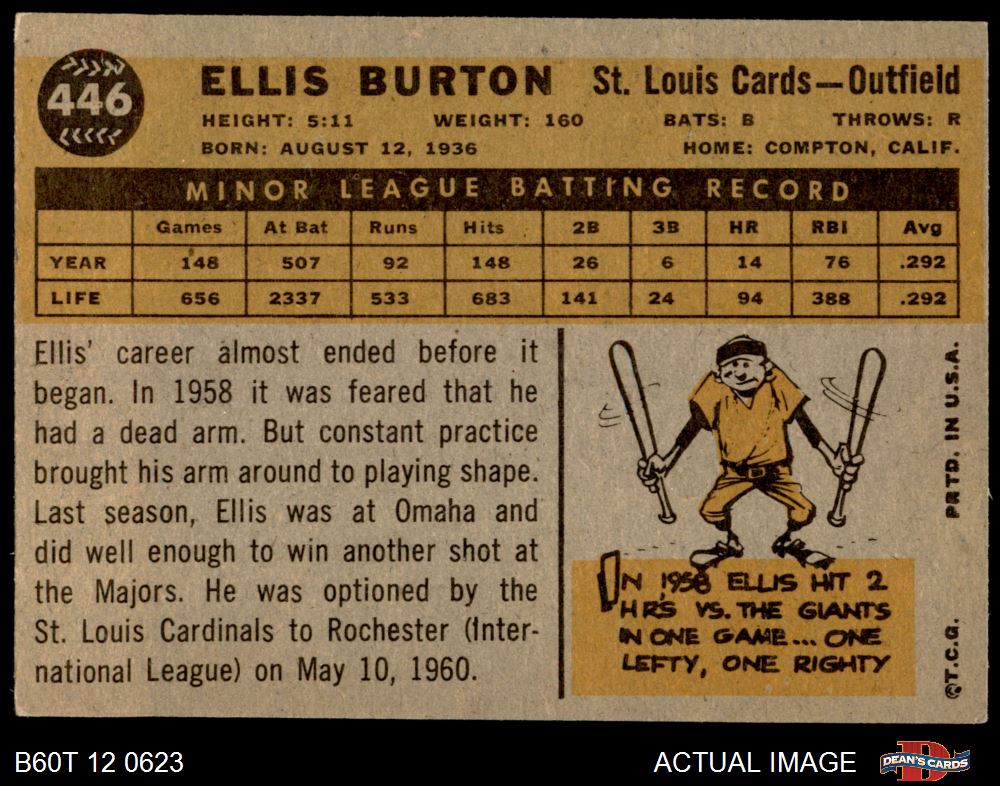 446
ELLIS BURTON St. Louis Cards—Outfield
HEIGHT: 5:11 WEIGHT: 160 BATS: B THROWS: R
BORN: AUGUST 12, 1936 HOME: COMPTON, CALIF.
MINOR LEAGUE BATTING RECORD
Games At Bat Runs Hits 2B 3B HR RBI Avg
YEAR 148 507 92 148 26 6 14 76 .292
LIFE 656 2337 533 683 141 24 94 388 .292
Ellis' career almost ended before it
began. In 1958 it was feared that he
had a dead arm. But constant practice
brought his arm around to playing shape.
Last season, Ellis was at Omaha and
did well enough to win another shot at
the Majors. He was optioned by the
St. Louis Cardinals to Rochester (Inter-
national League) on May 10, 1960.
IN 1958 ELLIS HIT 2
HRS VS. THE GIANTS
IN ONE GAME... ONE
LEFTY, ONE RIGHTY
PRTD. IN U.S.A.
©T.C.G.
B60T 12 0623
ACTUAL IMAGE
D
DEAN'S CARDS